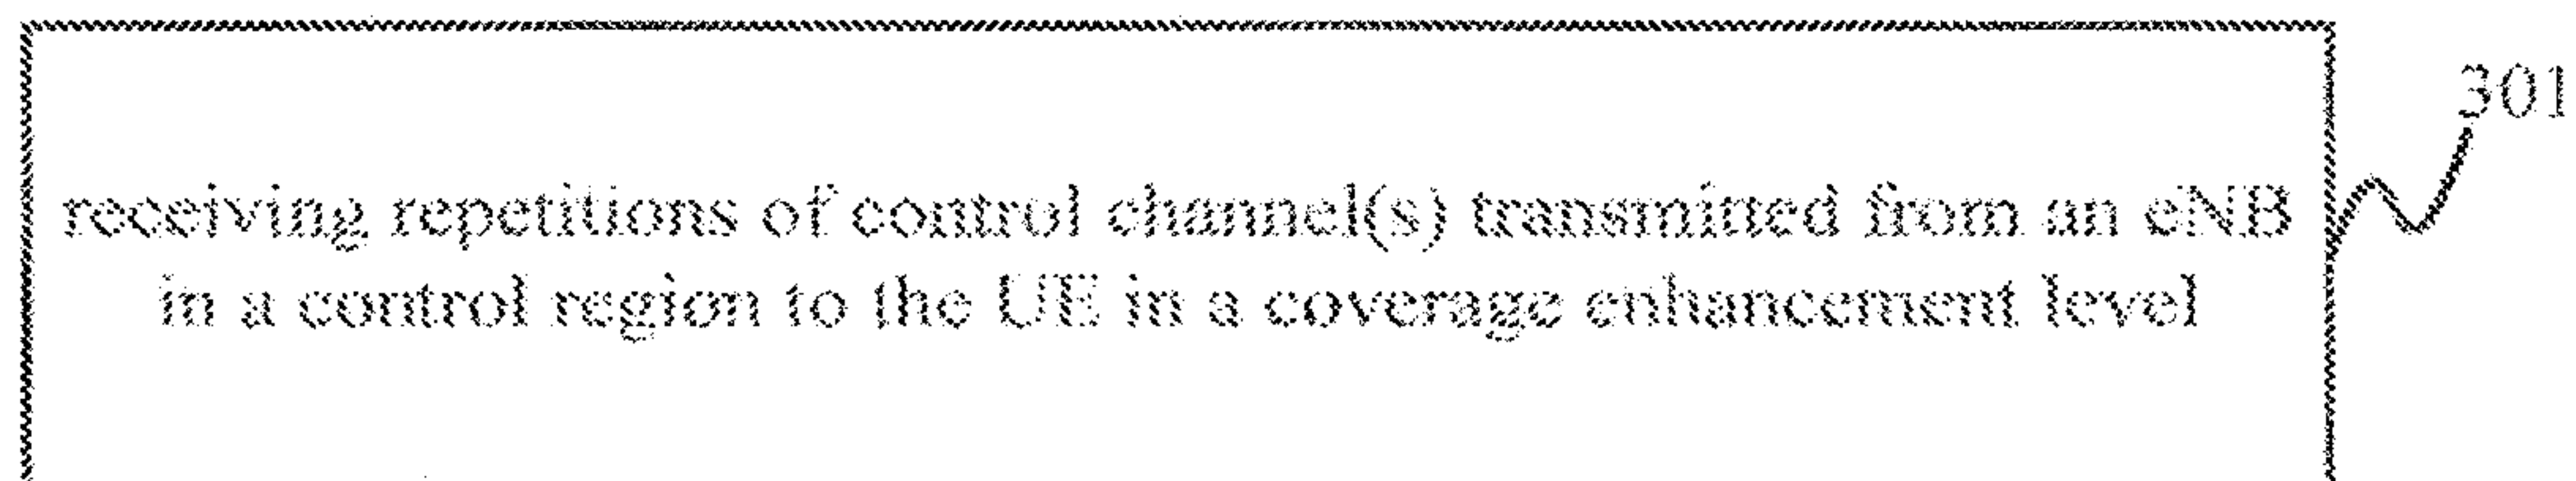 301
receiving repetitions of control channel(s) transmitted from an eNB
in a control region to the UE in a coverage enhancement level